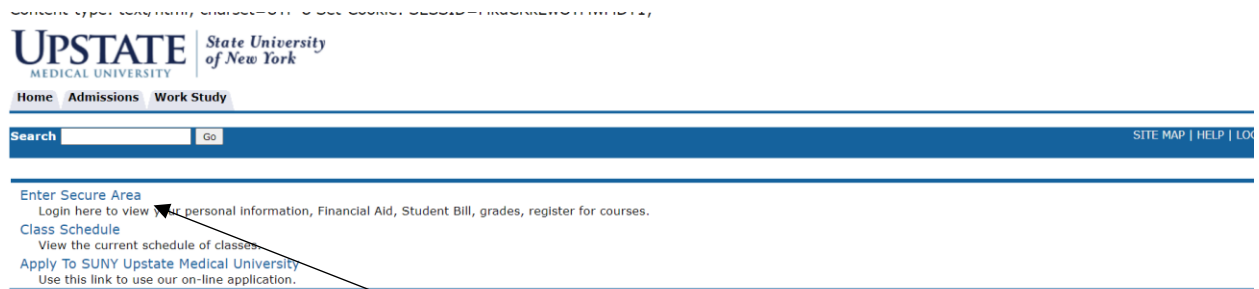 UPSTATE
MEDICAL UNIVERSITY
State University
of New York
Home Admissions Work Study
Search Go SITE MAP | HELP |
Enter Secure Area
Login here to view your personal information, Financial Aid, Student Bill, grades, register for courses.
Class Schedule
View the current schedule of classes.
Apply To SUNY Upstate Medical University
Use this link to use our on-line application.